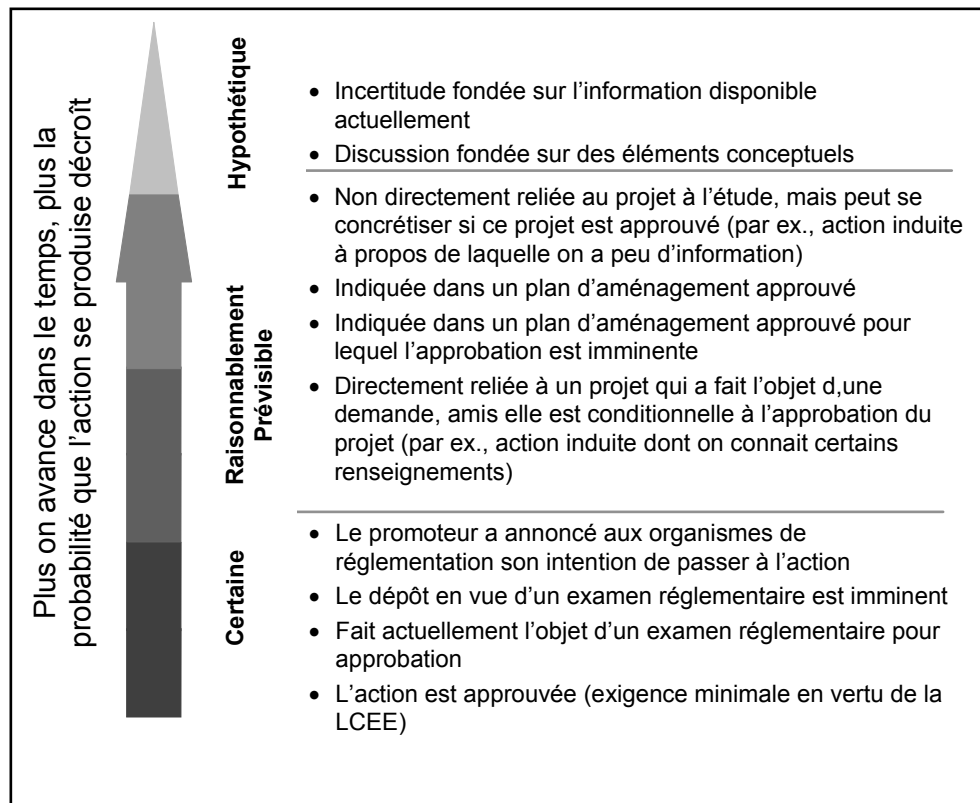 Plus on avance dans le temps, plus la
probabilité que l'action se produise décroît
Hypothétique
• Incertitude fondée sur l'information disponible
actuellement
• Discussion fondée sur des éléments conceptuels
Raisonnablement
Prévisible
• Non directement reliée au projet à l'étude, mais peut se
concrétiser si ce projet est approuvé (par ex., action induite
à propos de laquelle on a peu d'information)
• Indiquée dans un plan d'aménagement approuvé
• Indiquée dans un plan d'aménagement approuvé pour
lequel l'approbation est imminente
• Directement reliée à un projet qui a fait l'objet d,une
demande, amis elle est conditionnelle à l'approbation du
projet (par ex., action induite dont on connait certains
renseignements)
Certaine
• Le promoteur a annoncé aux organismes de
réglementation son intention de passer à l'action
• Le dépôt en vue d'un examen réglementaire est imminent
• Fait actuellement l'objet d'un examen réglementaire pour
approbation
• L'action est approuvée (exigence minimale en vertu de la
LCEE)